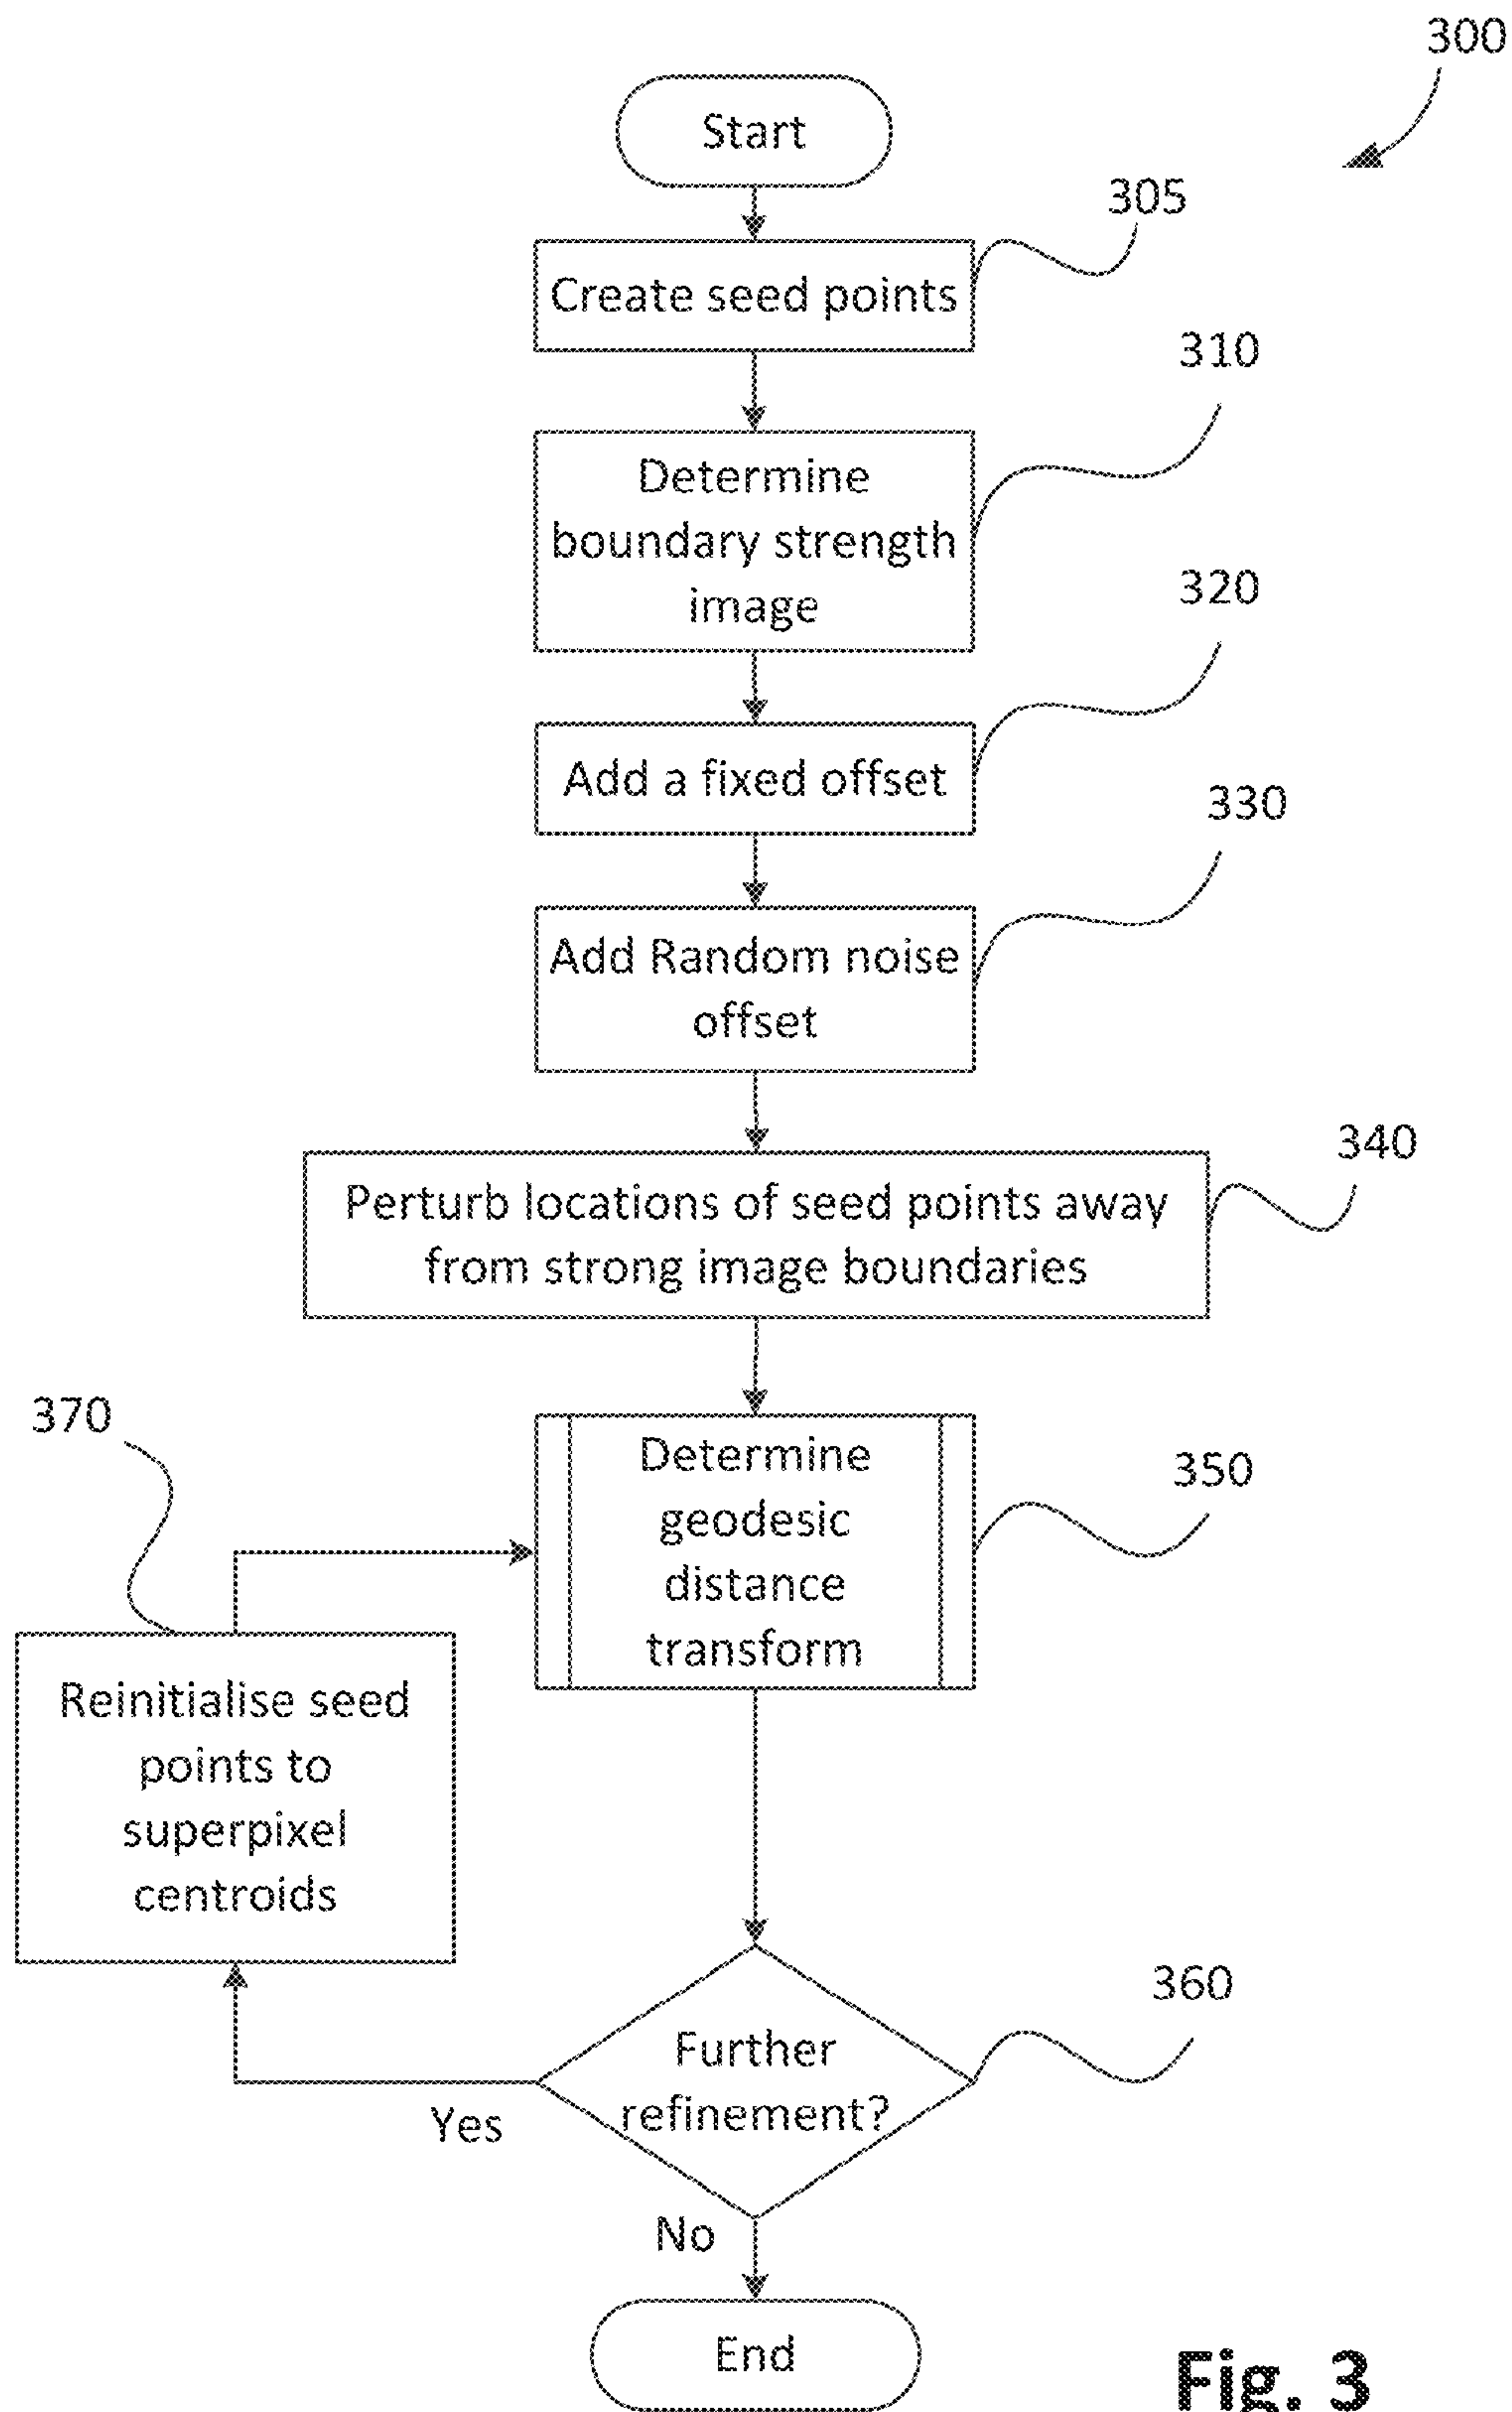 300
Start
305
Create seed points
310
Determine
boundary strength
image
320
Add a fixed offset
330
Add Random noise
offset
340
Perturb locations of seed points away
from strong image boundaries
370
350
Determine
geodesic
distance
transform
Reinitialise seed
points to
superpixel
centroids
360
Further
refinement?
Yes
No
End
Fig. 3